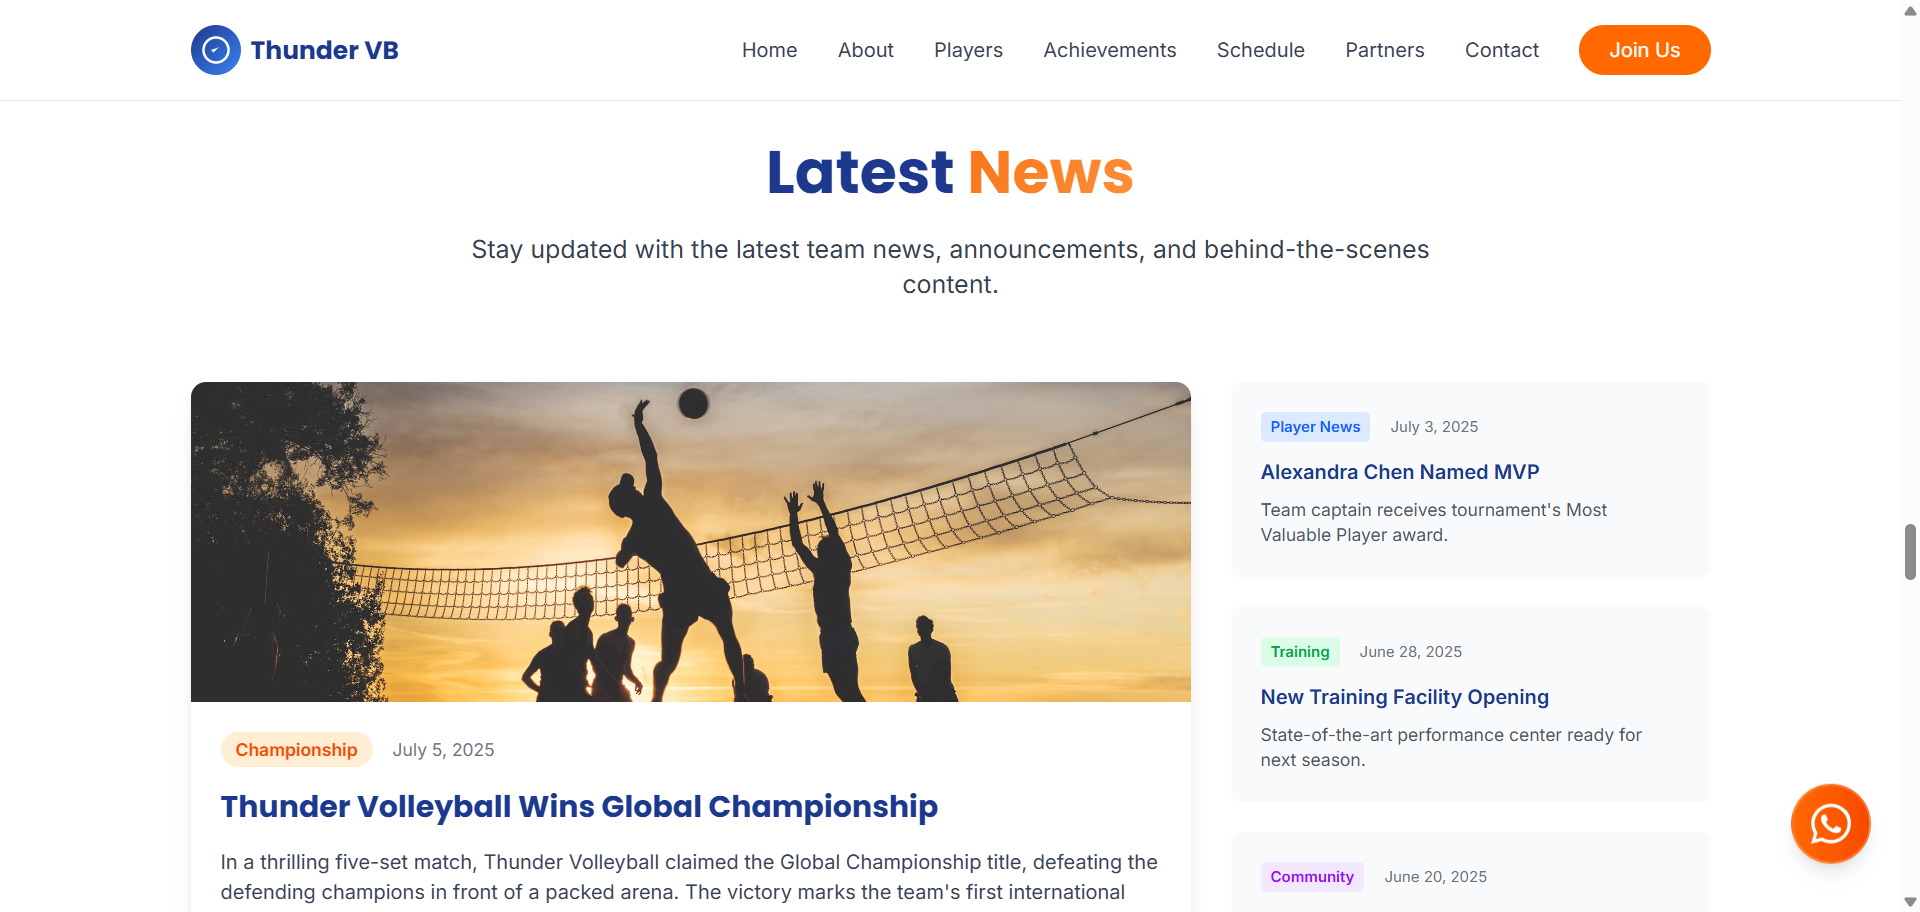 Thunder VB
Home
About
Players
Achievements
Schedule
Partners
Contact
Join Us
Latest News
Stay updated with the latest team news, announcements, and behind-the-scenes
content.
Championship
July 5, 2025
Thunder Volleyball Wins Global Championship
In a thrilling five-set match, Thunder Volleyball claimed the Global Championship title, defeating the
defending champions in front of a packed arena. The victory marks the team's first international
Player News
July 3, 2025
Alexandra Chen Named MVP
Team captain receives tournament's Most
Valuable Player award.
Training
June 28, 2025
New Training Facility Opening
State-of-the-art performance center ready for
next season.
Community
June 20, 2025